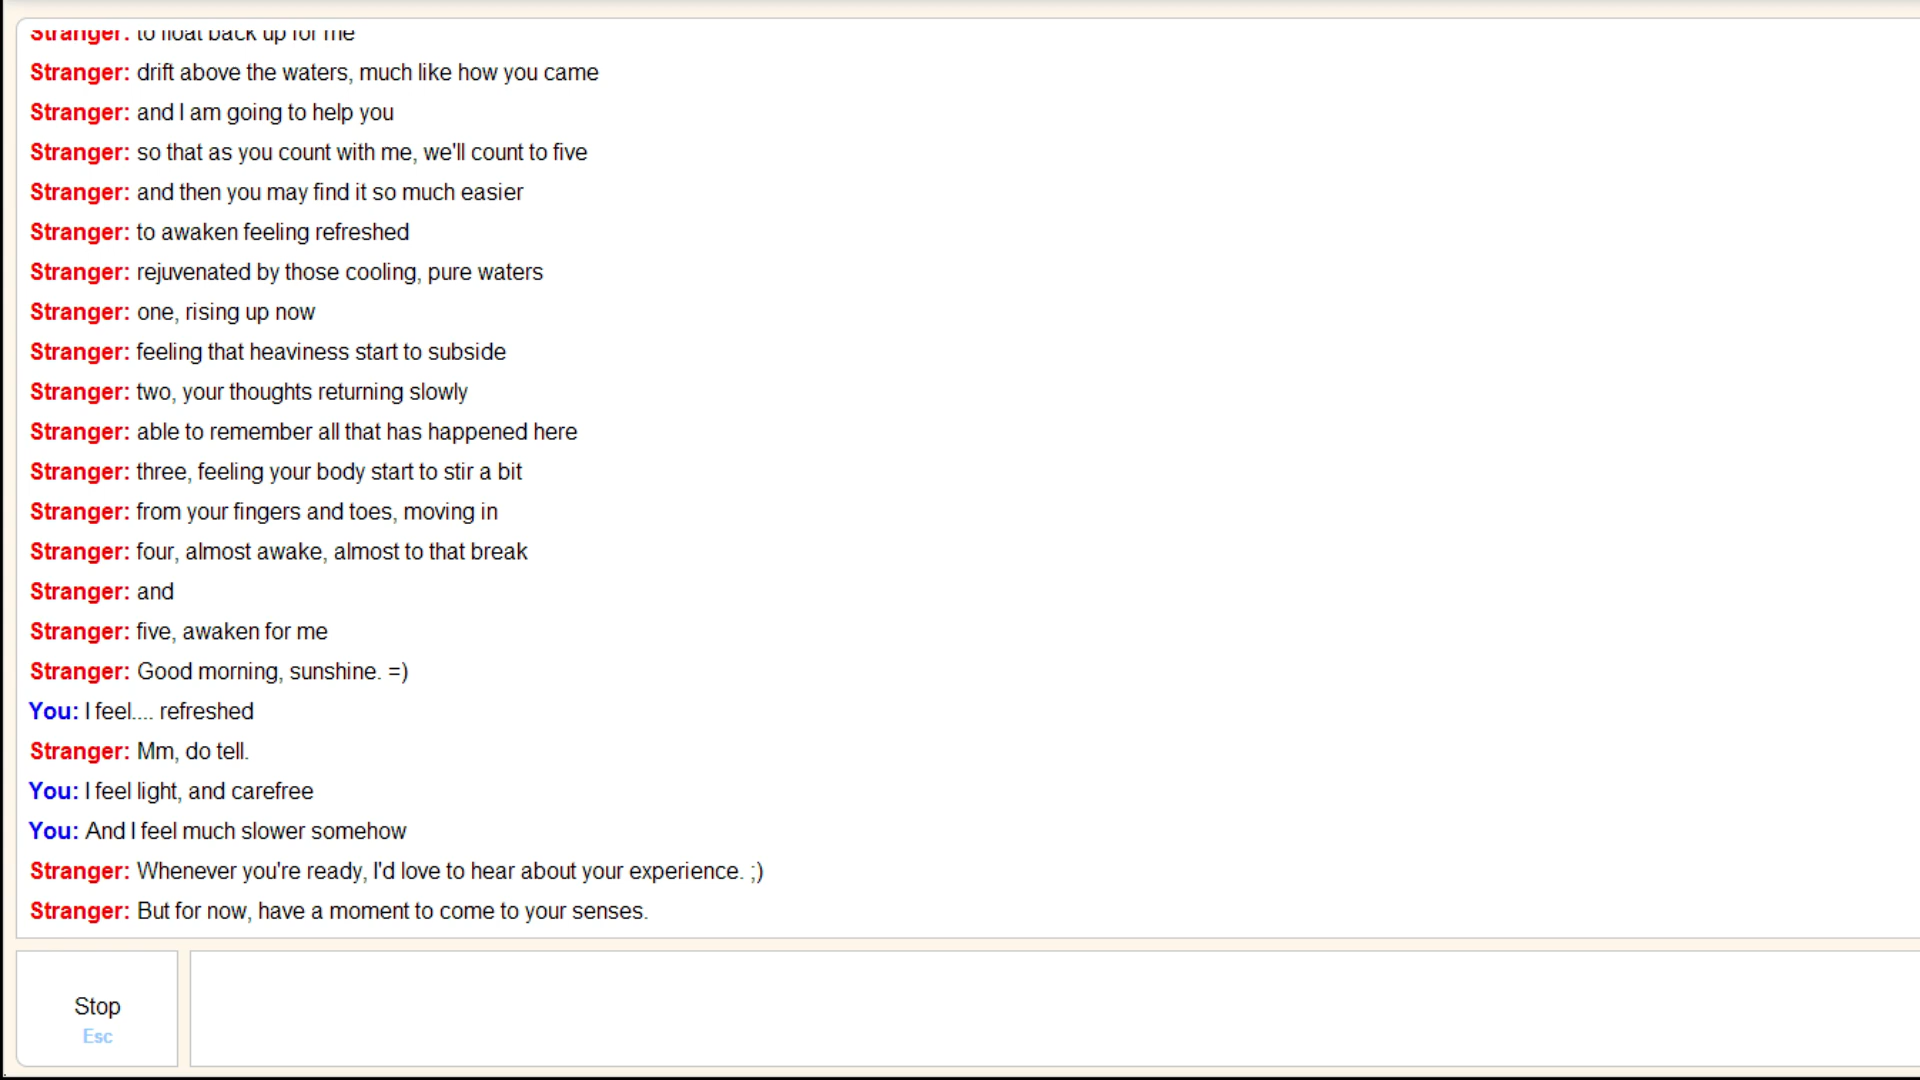 Stranger: to float back up for me
Stranger: drift above the waters, much like how you came
Stranger: and I am going to help you
Stranger: so that as you count with me, we'll count to five
Stranger: and then you may find it so much easier
Stranger: to awaken feeling refreshed
Stranger: rejuvenated by those cooling, pure waters
Stranger: one, rising up now
Stranger: feeling that heaviness start to subside
Stranger: two, your thoughts returning slowly
Stranger: able to remember all that has happened here
Stranger: three, feeling your body start to stir a bit
Stranger: from your fingers and toes, moving in
Stranger: four, almost awake, almost to that break
Stranger: and
Stranger: five, awaken for me
Stranger: Good morning, sunshine. =)
You: I feel.... refreshed
Stranger: Mm, do tell.
You: I feel light, and carefree
You: And I feel much slower somehow
Stranger: Whenever you're ready, I'd love to hear about your experience. ;)
Stranger: But for now, have a moment to come to your senses.
Stop
Esc